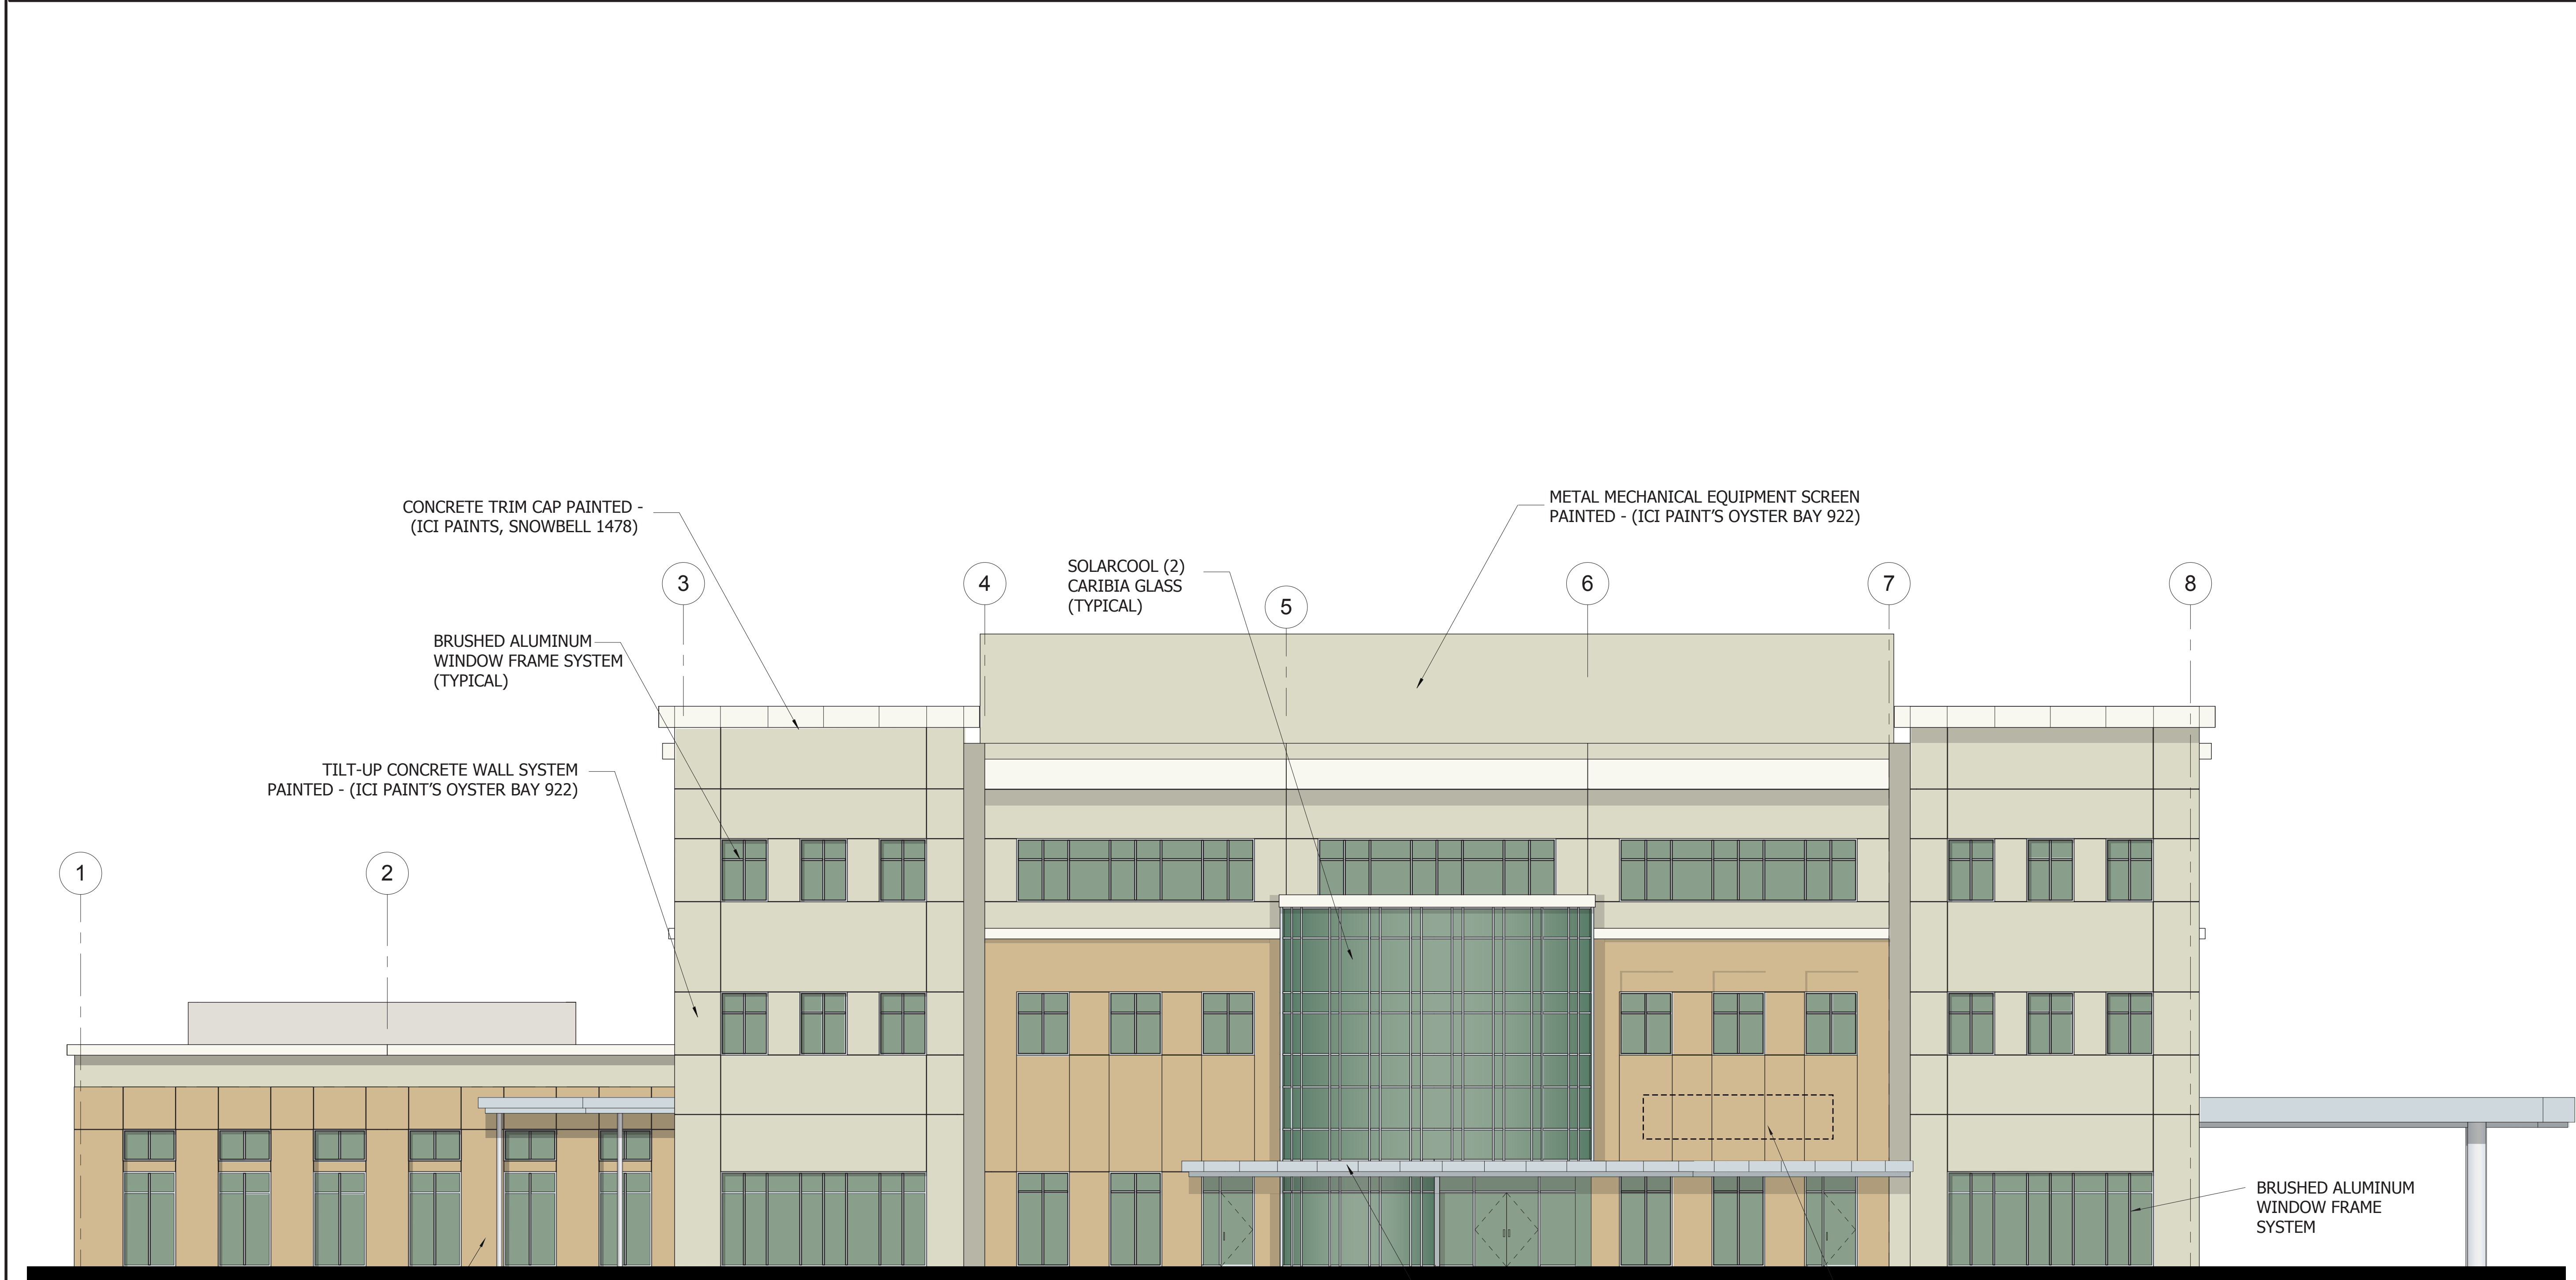 CONCRETE TRIM CAP PAINTED -
(ICI PAINTS, SNOWBELL 1478)
METAL MECHANICAL EQUIPMENT SCREEN
PAINTED - (ICI PAINT'S OYSTER BAY 922)
SOLARCOOL (2)
CARIBIA GLASS
(TYPICAL)
3
4
5
6
7
8
BRUSHED ALUMINUM
WINDOW FRAME SYSTEM
(TYPICAL)
TILT-UP CONCRETE WALL SYSTEM
PAINTED - (ICI PAINT'S OYSTER BAY 922)
1
2
BRUSHED ALUMINUM
WINDOW FRAME
SYSTEM